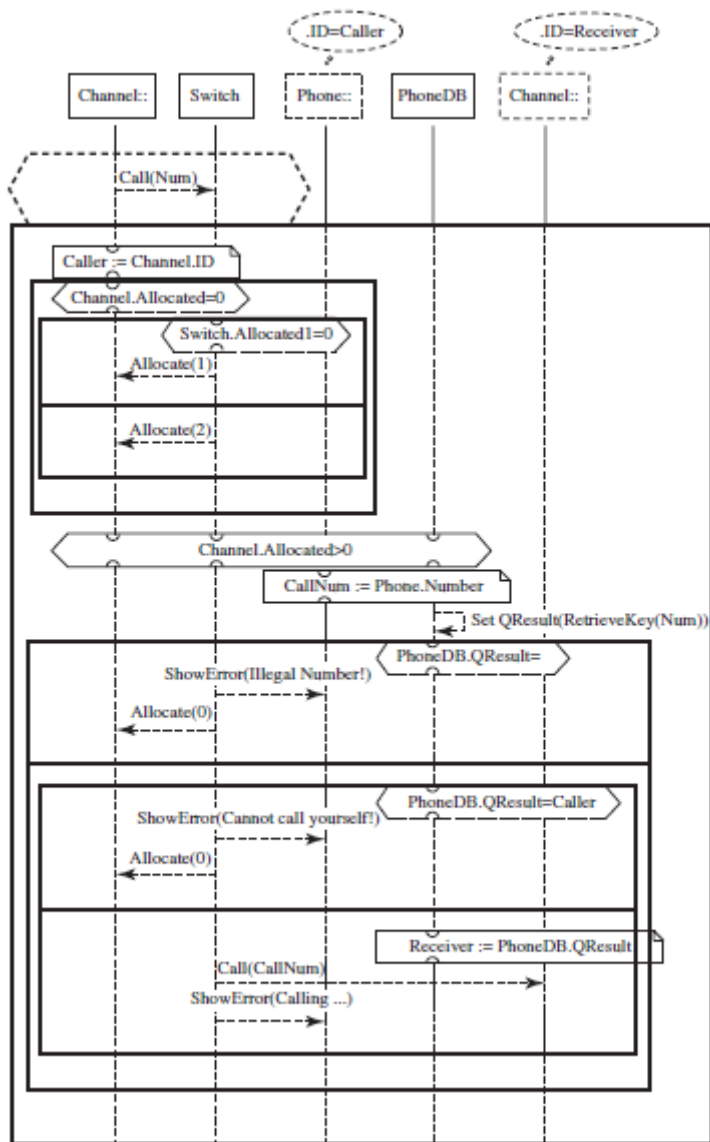 .ID=Caller
.ID=Receiver
Channel::
Switch
Phone::
PhoneDB
Channel::
Call(Num)
Caller := Channel.ID
Channel.Allocated=0
Switch.Allocated1=0
Allocate(1)
Allocate(2)
Channel.Allocated>0
CallNum := Phone.Number
Set QResult(RetrieveKey(Num))
PhoneDB.QResult=
ShowError(Illegal Number!)
Allocate(0)
PhoneDB.QResult=Caller
ShowError(Cannot call yourself!)
Allocate(0)
Receiver := PhoneDB.QResult
Call(CallNum)
ShowError(Calling ...)